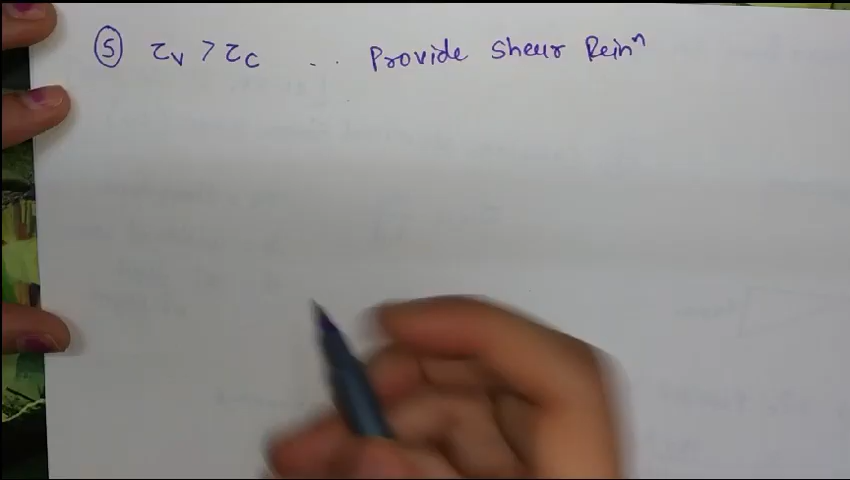 ⑤ τv > τc .. Provide Shear Reinⁿ